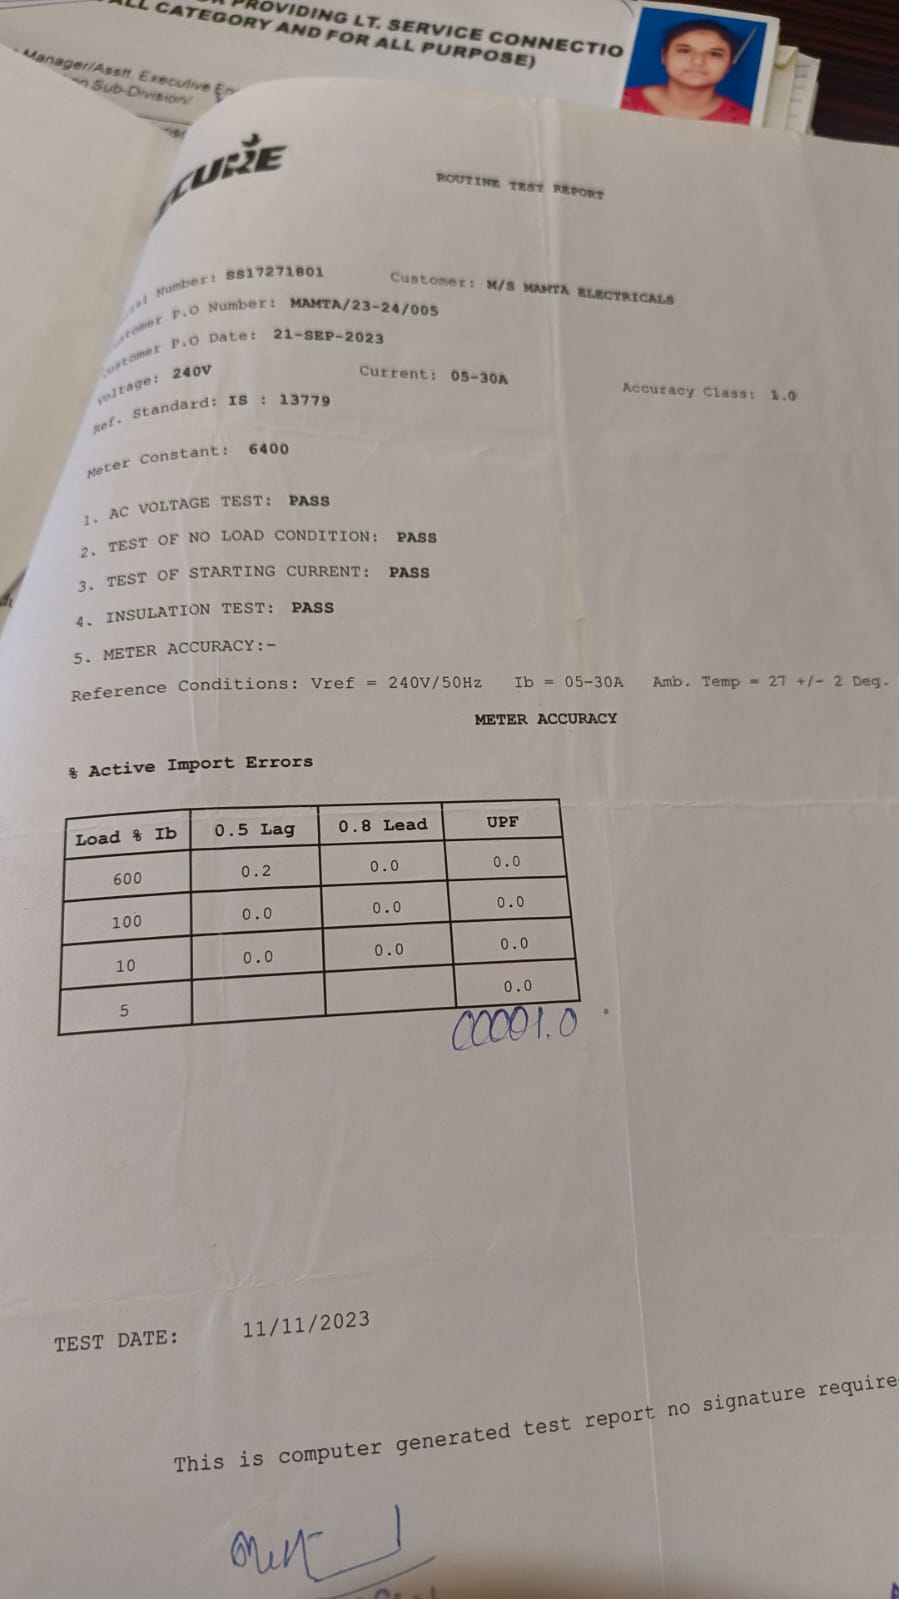 PROVIDING LT. SERVICE CONNECTIO
CATEGORY AND FOR ALL PURPOSE)
Manager/Asstt. Executive En
Sub-Division/
CURE
ROUTINE TEST REPORT
Number: SS17271801 Customer: M/S MAMTA ELECTRICALS
tomer P.O Number: MAMTA/23-24/005
ustomer P.O Date: 21-SEP-2023
Voltage: 240V Current: 05-30A Accuracy Class: 1.0
Ref. Standard: IS : 13779
Meter Constant: 6400
1. AC VOLTAGE TEST: PASS
2. TEST OF NO LOAD CONDITION: PASS
3. TEST OF STARTING CURRENT: PASS
4. INSULATION TEST: PASS
5. METER ACCURACY:-
Reference Conditions: Vref = 240V/50Hz Ib = 05-30A Amb. Temp = 27 +/- 2 Deg.
METER ACCURACY
% Active Import Errors
Load % Ib 0.5 Lag 0.8 Lead UPF
600 0.2 0.0 0.0
100 0.0 0.0 0.0
10 0.0 0.0 0.0
5 0.0
00001.0
TEST DATE: 11/11/2023
This is computer generated test report no signature require